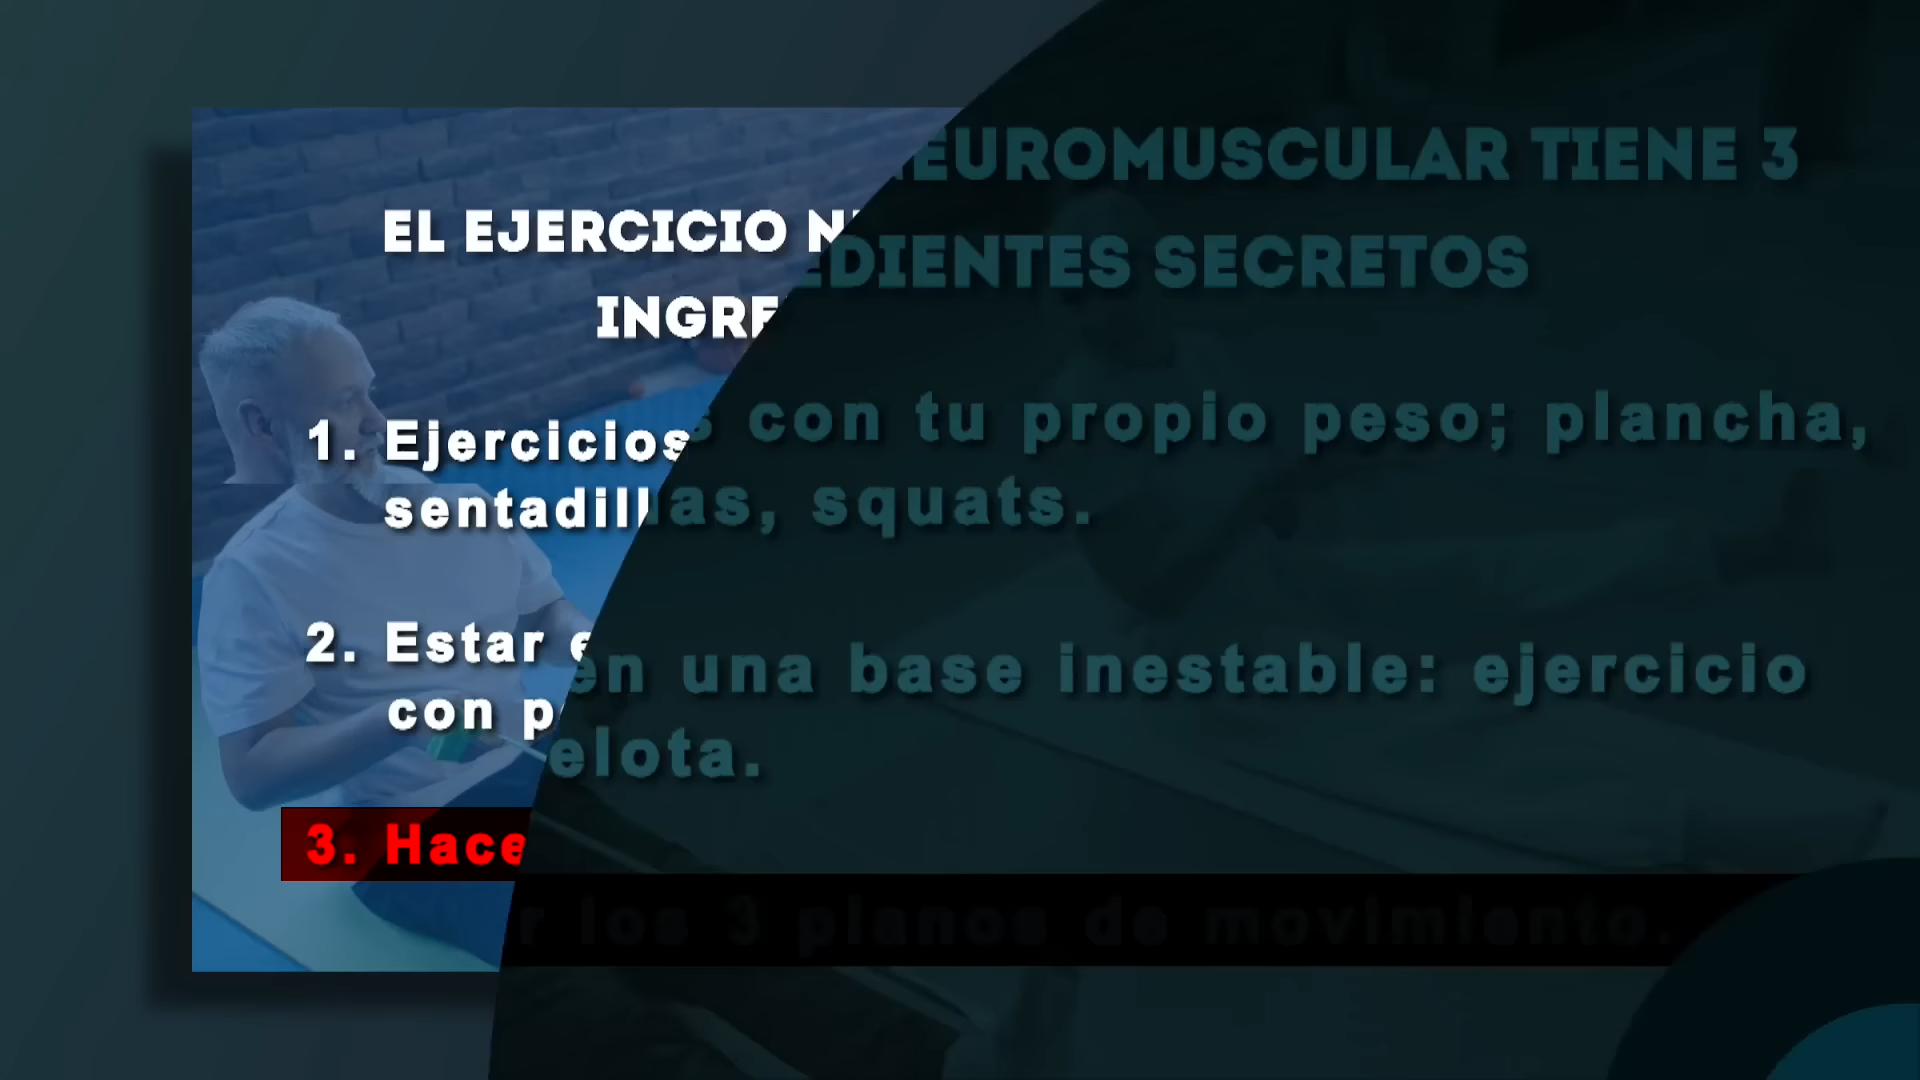 EL EJERCICIO NEUROMUSCULAR TIENE 3
INGREDIENTES SECRETOS
1. Ejercicios con tu propio peso; plancha,
sentadillas, squats.
2. Estar en una base inestable: ejercicio
con pelota.
3. Hacer los 3 planos de movimiento.